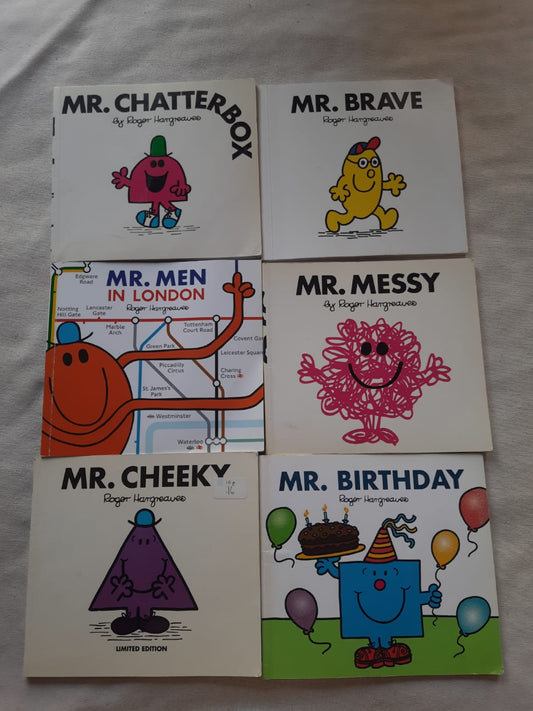 MR. CHATTERBOX
By Roger Hargreaves
MR. BRAVE
Roger Hargreaves
MR. MEN
IN LONDON
Roger Hargreaves
Edgware
Road
Notting
Hill Gate
Lancaster
Gate
Marble
Arch
Tottenham
Court Road
Covent Gar
Green Park
Leicester Square
Piccadilly
Circus
Charing
Cross
St. James's
Park
Westminster
Waterloo
MR. MESSY
By Roger Hargreaves
MR. CHEEKY
Roger Hargreaves
LIMITED EDITION
MR. BIRTHDAY
Roger Hargreaves